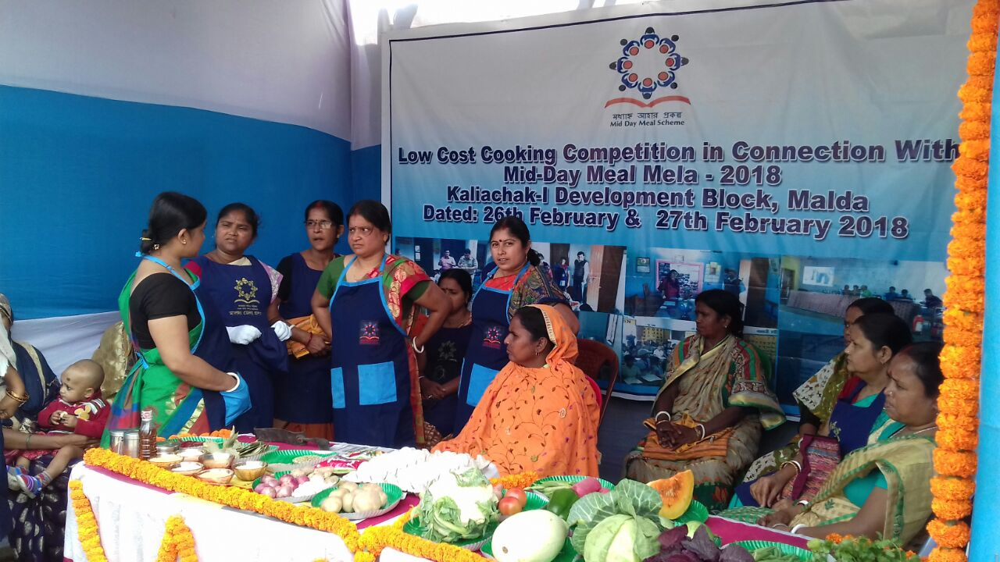 মধ্যাহ্ন আহার প্রকল্প
Mid Day Meal Scheme
Low Cost Cooking Competition in Connection With
Mid-Day Meal Mela - 2018
Kaliachak-I Development Block, Malda
Dated: 26th February & 27th February 2018